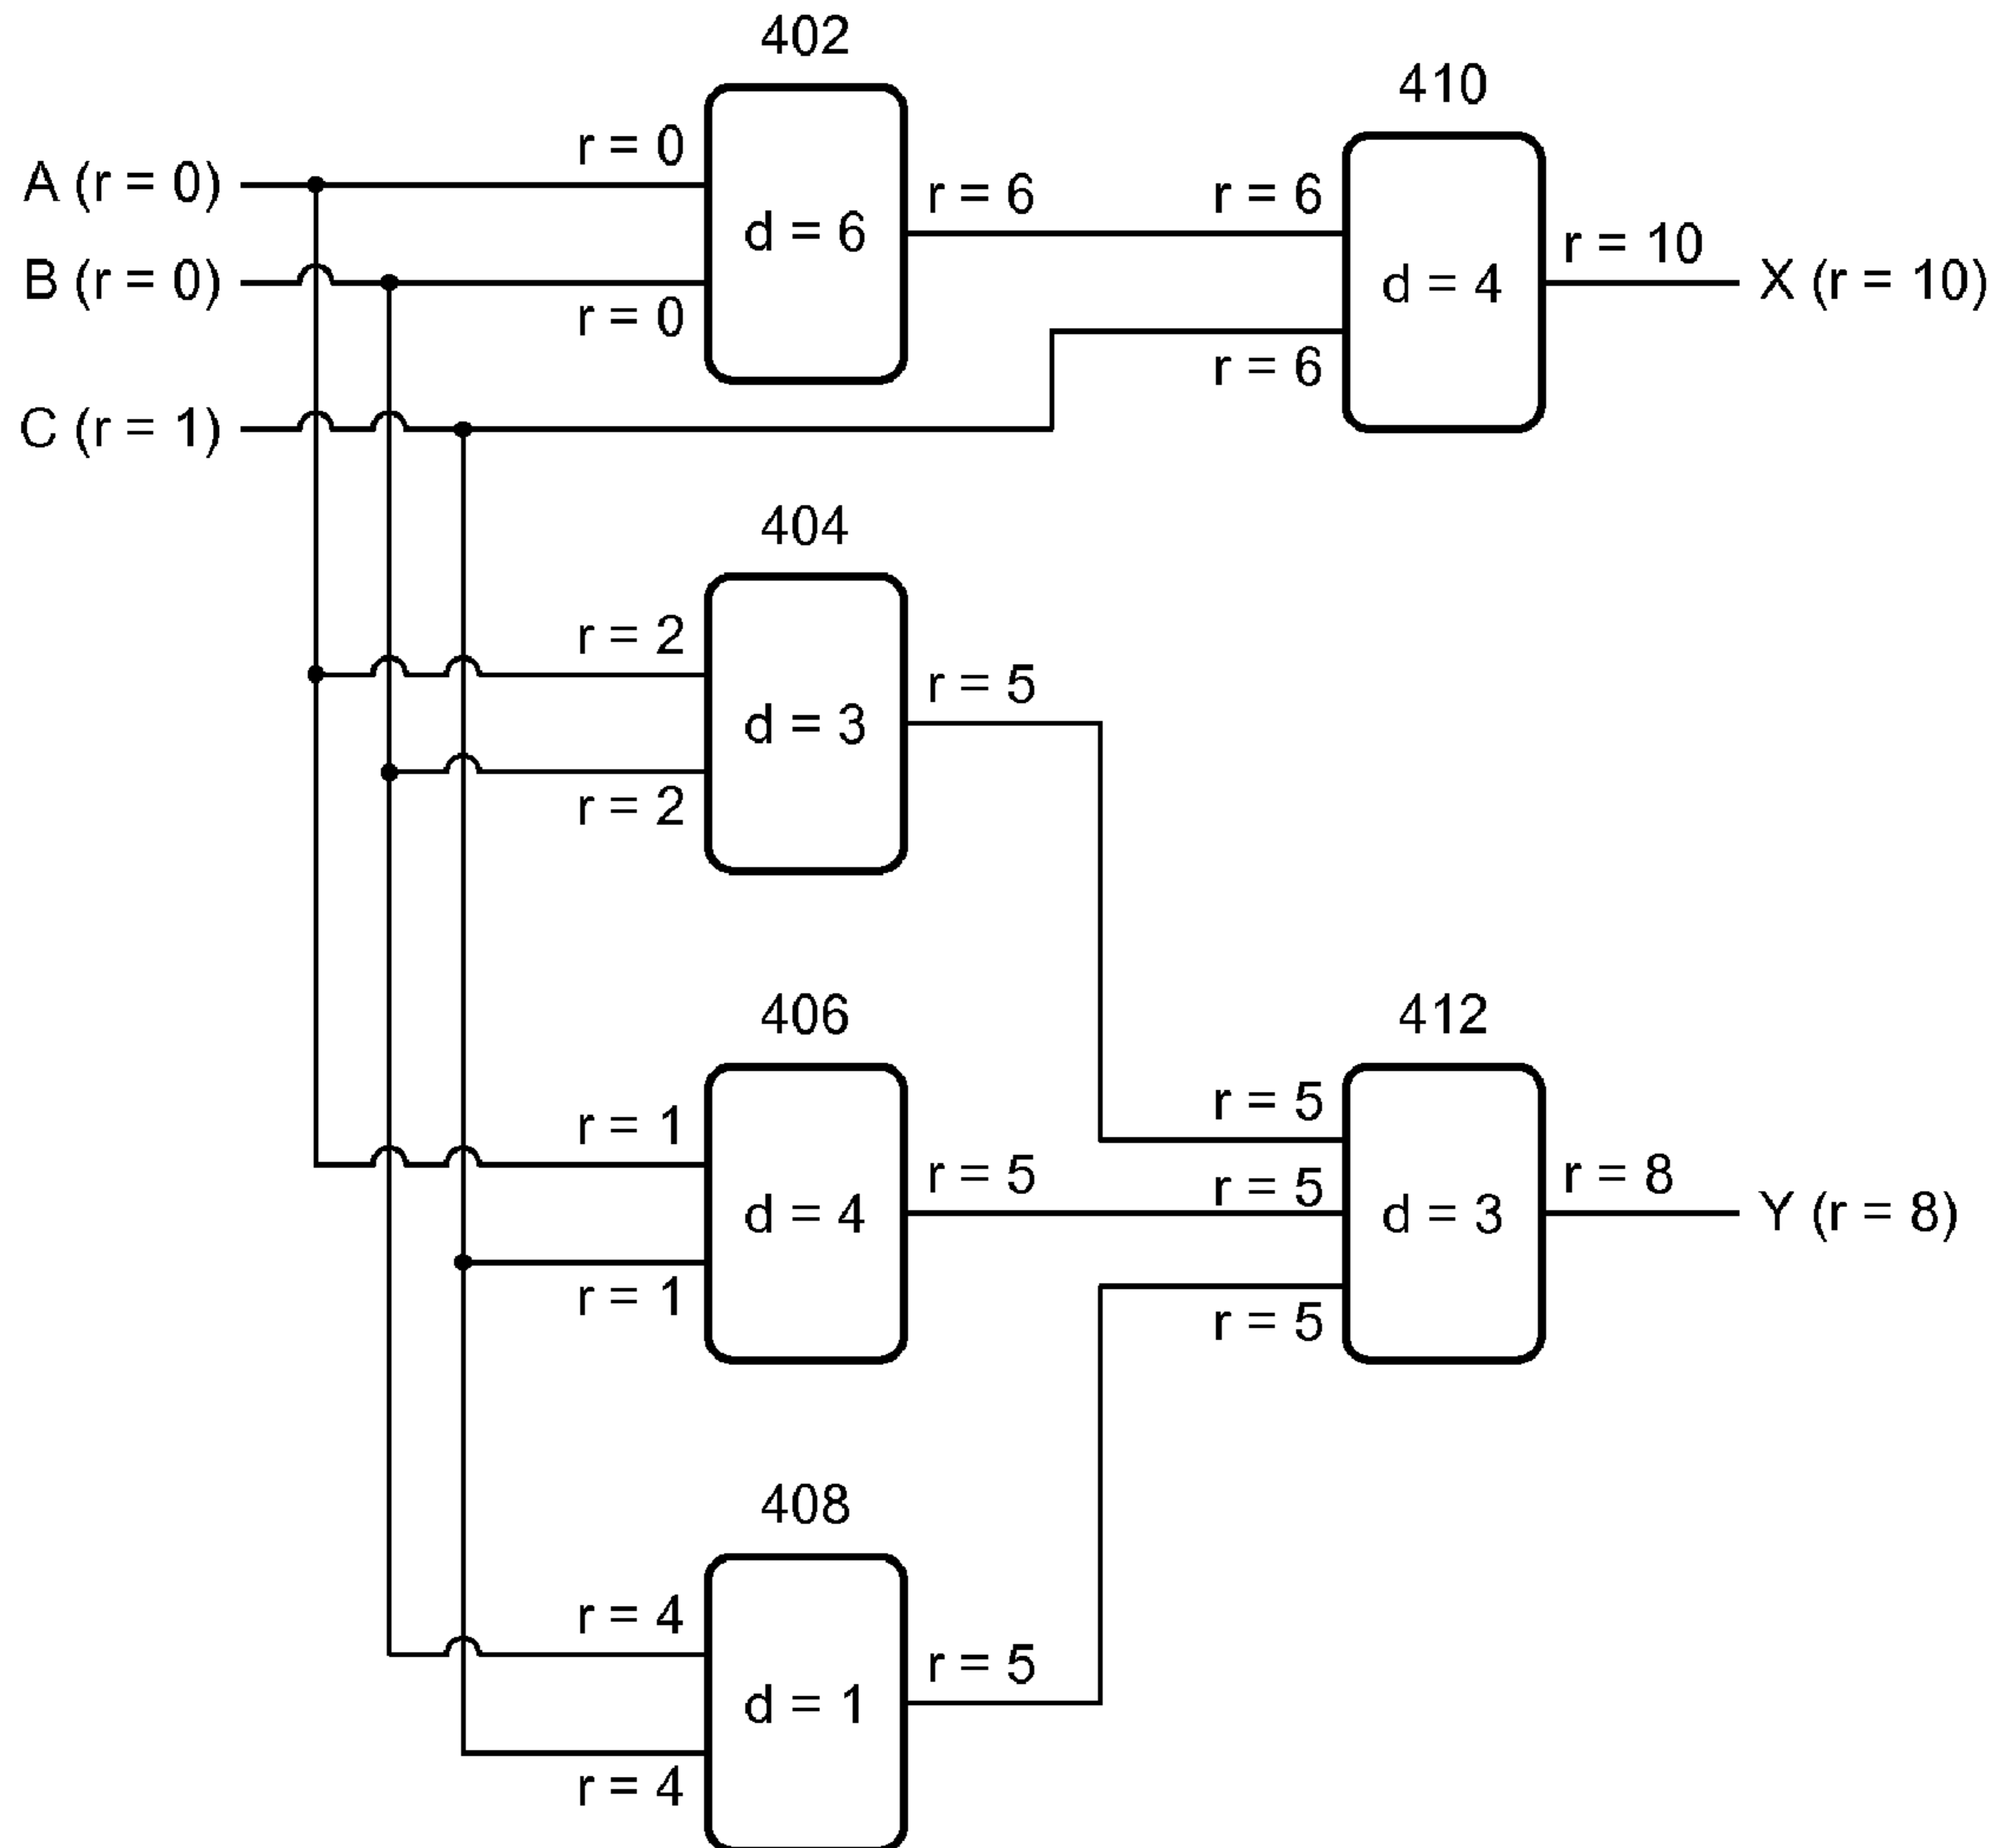 402
410
A (r = 0)
r = 0
d = 6
r = 6
r = 6
r = 10
B (r = 0)
r = 0
d = 4
X (r = 10)
r = 6
C (r = 1)
404
r = 2
d = 3
r = 5
r = 2
406
412
r = 1
r = 5
r = 5
r = 5
d = 4
d = 3
r = 8
Y (r = 8)
r = 1
r = 5
408
r = 4
r = 5
d = 1
r = 4